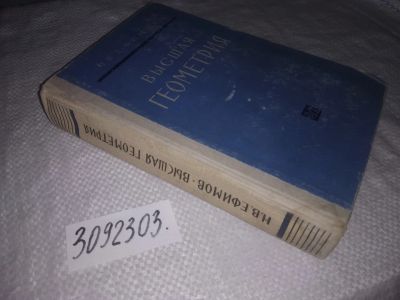 ВЫСШАЯ
ГЕОМЕТРИЯ
Н.В.ЕФИМОВ · ВЫСШАЯ ГЕОМЕТРИЯ
3092303.